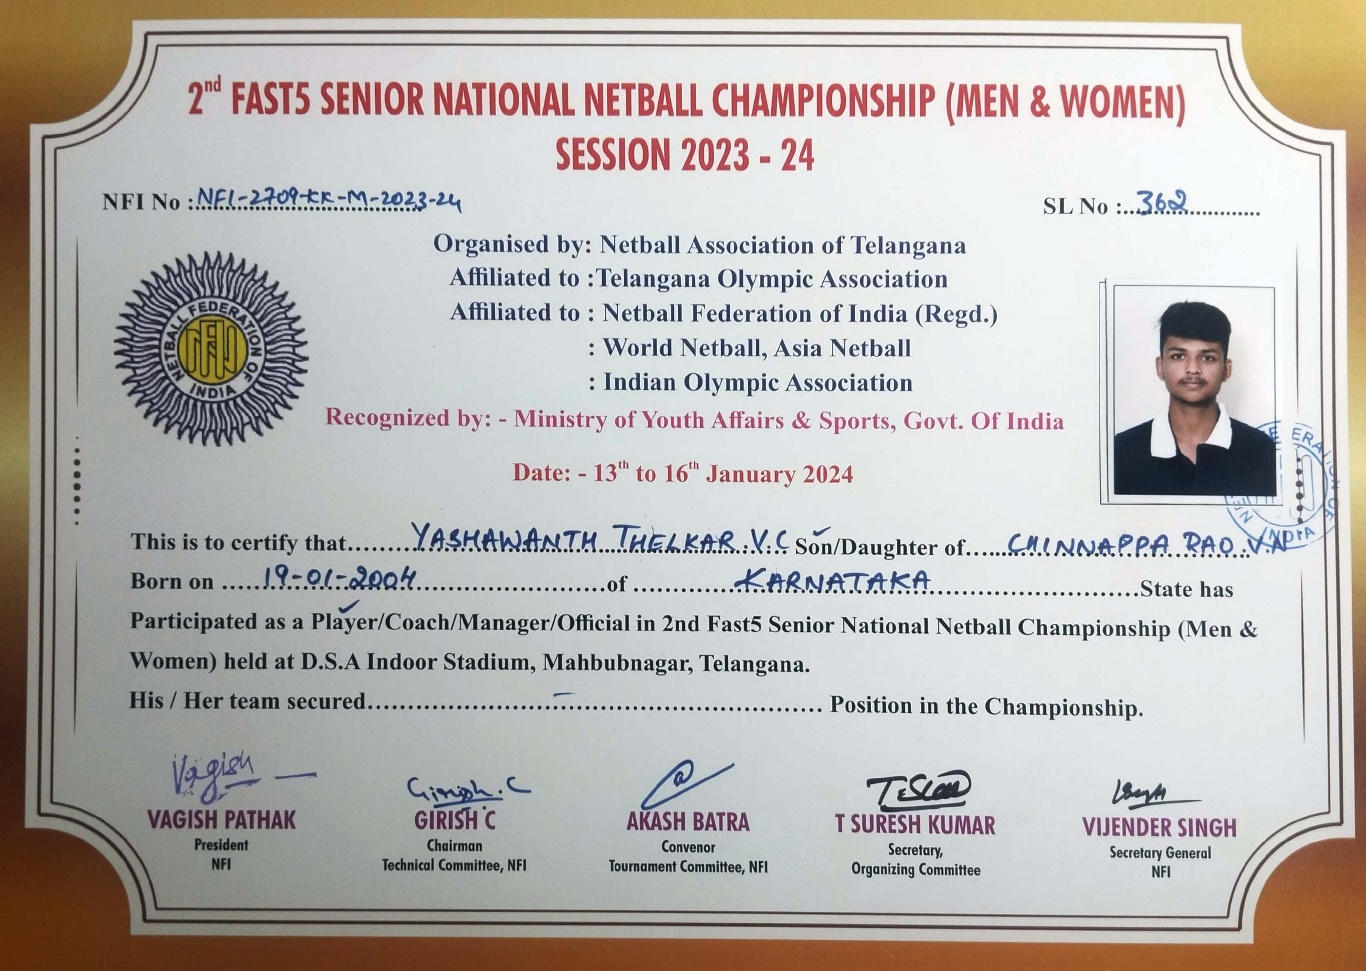 2nd FAST5 SENIOR NATIONAL NETBALL CHAMPIONSHIP (MEN & WOMEN)
SESSION 2023 - 24
NFI No :NFI-2709-KK-M-2023-24
SL No :...362..............
Organised by: Netball Association of Telangana
Affiliated to :Telangana Olympic Association
Affiliated to : Netball Federation of India (Regd.)
: World Netball, Asia Netball
: Indian Olympic Association
Recognized by: - Ministry of Youth Affairs & Sports, Govt. Of India
Date: - 13th to 16th January 2024
NETBALL FEDERATION OF INDIA
NFI
This is to certify that........YASHAWANTH THELKAR.V.C Son/Daughter of......CHINNAPPA RAO.V.N
Born on ......19-01-2004..............................of ...............KARNATAKA.................................State has
Participated as a Player/Coach/Manager/Official in 2nd Fast5 Senior National Netball Championship (Men &
Women) held at D.S.A Indoor Stadium, Mahbubnagar, Telangana.
His / Her team secured..............................-......................................... Position in the Championship.
Vagish
Girish.C
VAGISH PATHAK
GIRISH C
AKASH BATRA
T SURESH KUMAR
VIJENDER SINGH
President
Chairman
Convenor
Secretary,
Secretary General
NFI
Technical Committee, NFI
Tournament Committee, NFI
Organizing Committee
NFI